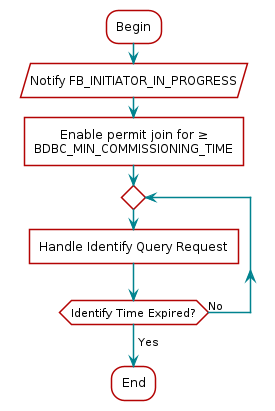 Begin
Notify FB_INITIATOR_IN_PROGRESS
Enable permit join for ≥
BDBC_MIN_COMMISSIONING_TIME
Handle Identify Query Request
Identify Time Expired?
No
Yes
End